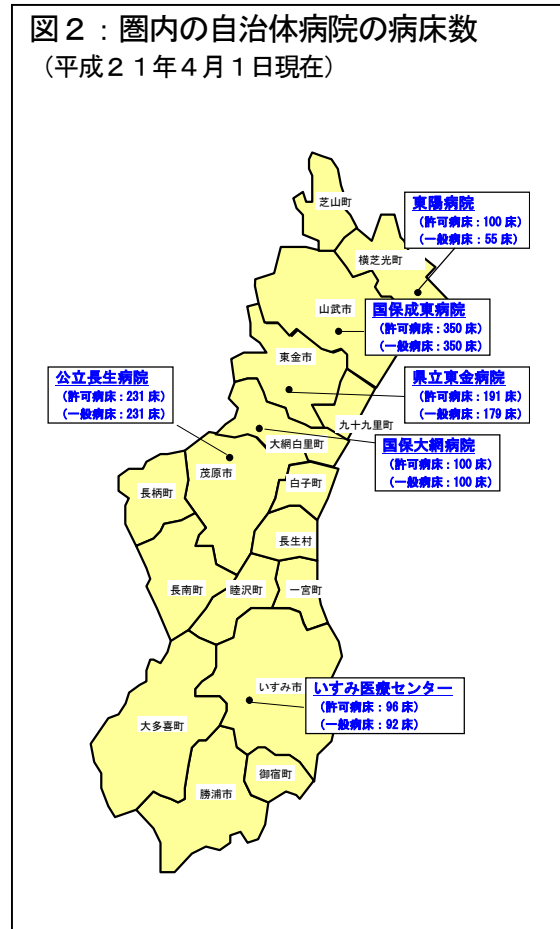 図２：圏内の自治体病院の病床数
（平成２１年４月１日現在）
芝山町
東陽病院
（許可病床：100 床）
（一般病床：55 床）
横芝光町
山武市
国保成東病院
（許可病床：350 床）
（一般病床：350 床）
東金市
公立長生病院
（許可病床：231 床）
（一般病床：231 床）
県立東金病院
（許可病床：191 床）
（一般病床：179 床）
九十九里町
大網白里町
国保大網病院
（許可病床：100 床）
（一般病床：100 床）
茂原市
白子町
長柄町
長生村
長南町
睦沢町
一宮町
いすみ市
いすみ医療センター
（許可病床：96 床）
（一般病床：92 床）
大多喜町
御宿町
勝浦市